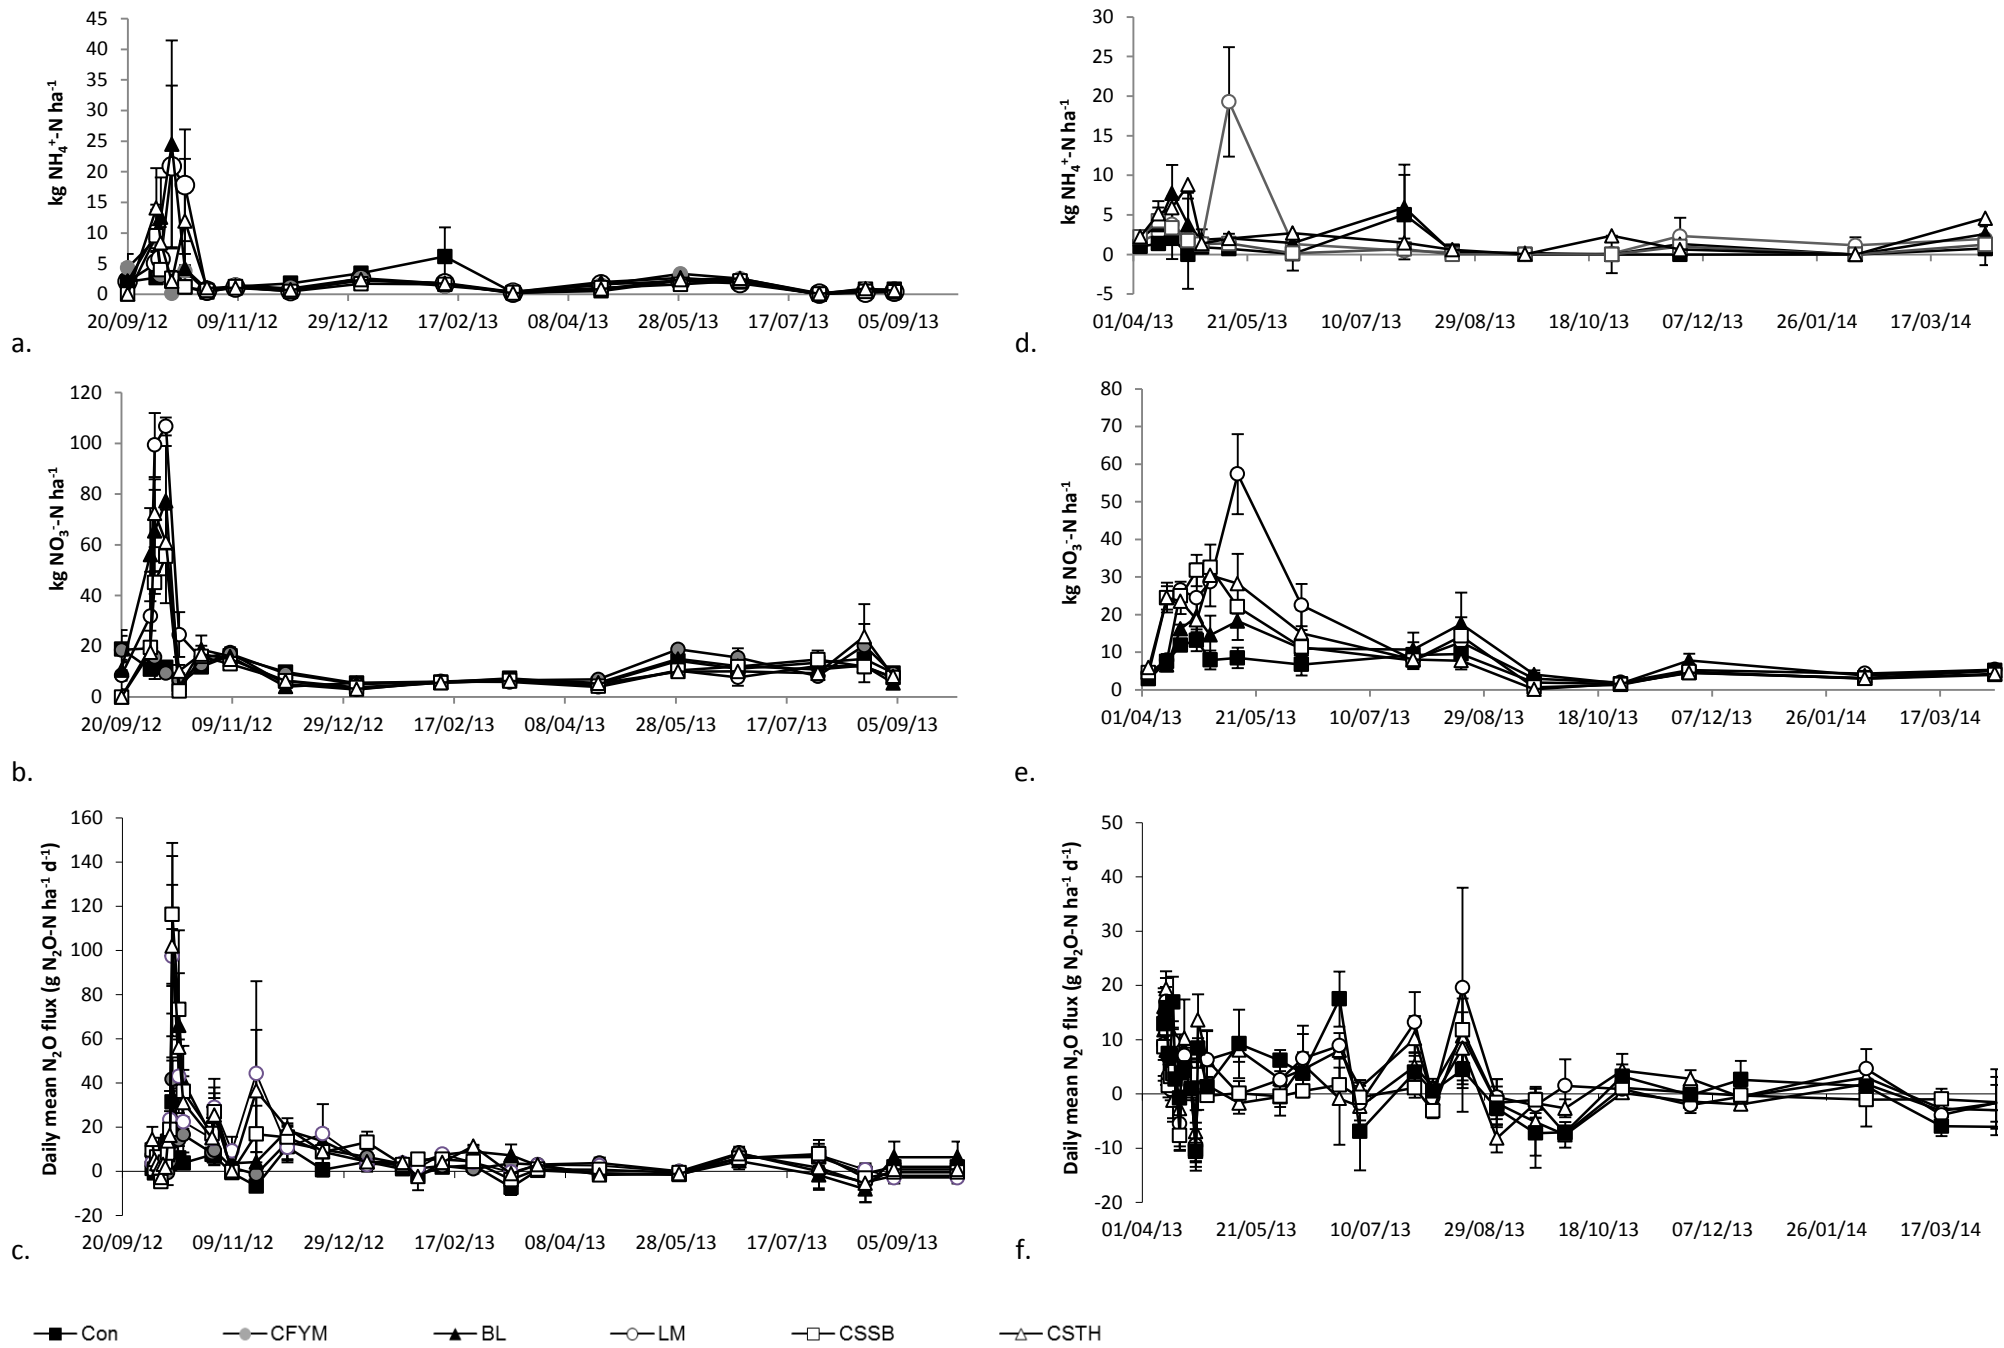 45
40
35
30
25
20
15
10
5
0
kg NH₄⁺-N ha⁻¹
20/09/12 09/11/12 29/12/12 17/02/13 08/04/13 28/05/13 17/07/13 05/09/13
a.
30
25
20
15
10
5
0
-5
kg NH₄⁺-N ha⁻¹
01/04/13 21/05/13 10/07/13 29/08/13 18/10/13 07/12/13 26/01/14 17/03/14
d.
120
100
80
60
40
20
0
kg NO₃⁻-N ha⁻¹
20/09/12 09/11/12 29/12/12 17/02/13 08/04/13 28/05/13 17/07/13 05/09/13
b.
80
70
60
50
40
30
20
10
0
kg NO₃⁻-N ha⁻¹
01/04/13 21/05/13 10/07/13 29/08/13 18/10/13 07/12/13 26/01/14 17/03/14
e.
160
140
120
100
80
60
40
20
0
-20
Daily mean N₂O flux (g N₂O-N ha⁻¹ d⁻¹)
20/09/12 09/11/12 29/12/12 17/02/13 08/04/13 28/05/13 17/07/13 05/09/13
c.
50
40
30
20
10
0
-10
-20
Daily mean N₂O flux (g N₂O-N ha⁻¹ d⁻¹)
01/04/13 21/05/13 10/07/13 29/08/13 18/10/13 07/12/13 26/01/14 17/03/14
f.
Con CFYM BL LM CSSB CSTH